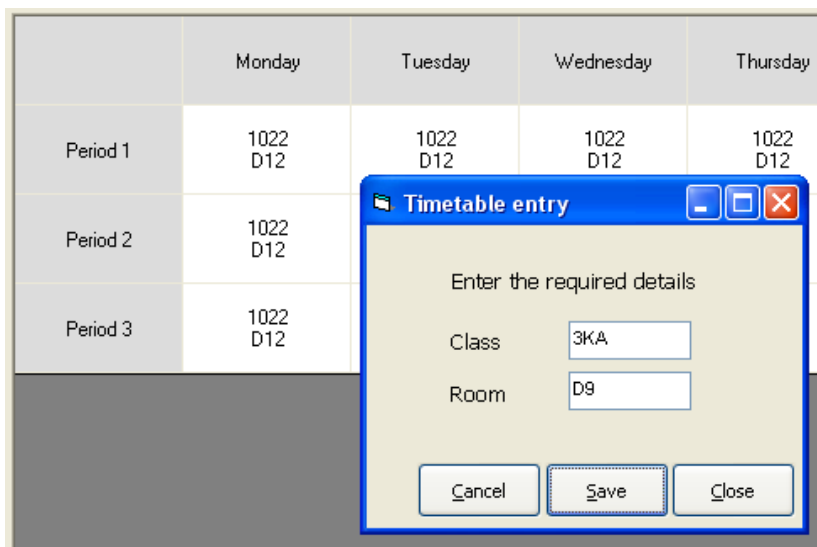 Monday Tuesday Wednesday Thursday
Period 1 1022 1022 1022 1022
D12 D12 D12 D12
Timetable entry
Period 2 1022
D12
Enter the required details
Period 3 1022
D12
Class 3KA
Room D9
Cancel Save Close